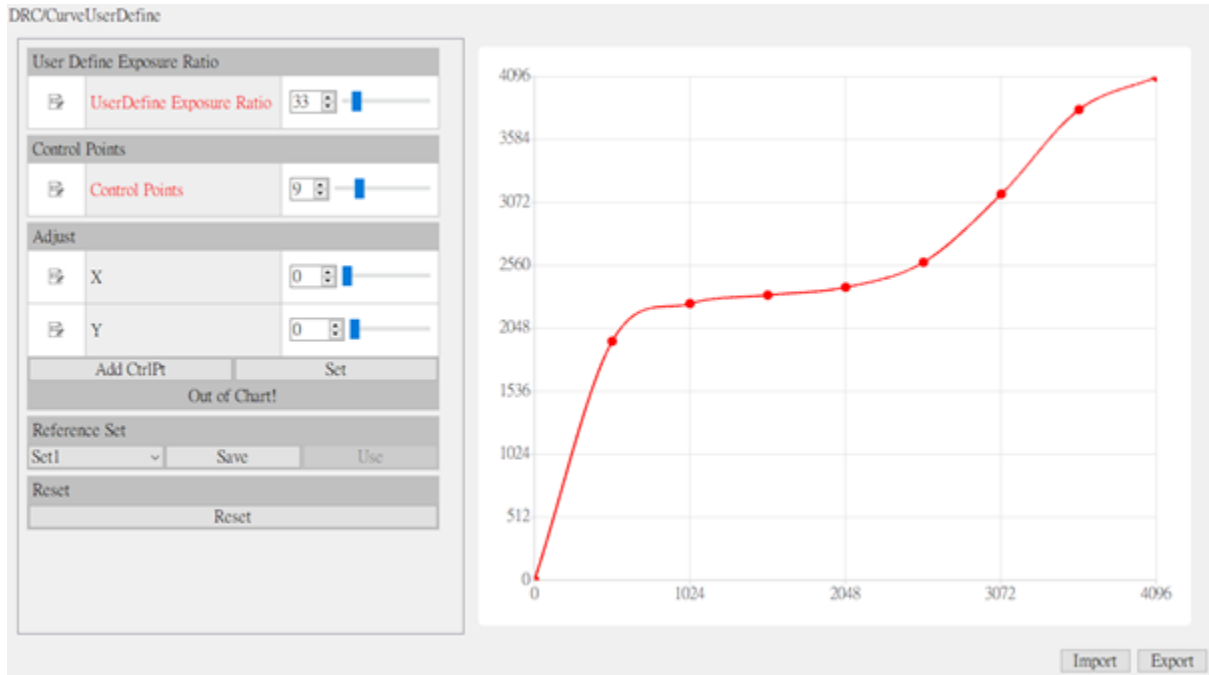 DRC/CurveUserDefine
User Define Exposure Ratio
UserDefine Exposure Ratio 33
Control Points
Control Points 9
Adjust
X 0
Y 0
Add CtrlPt Set
Out of Chart!
Reference Set
Set1 Save Use
Reset
Reset
4096
3584
3072
2560
2048
1536
1024
512
0
0 1024 2048 3072 4096
Import Export